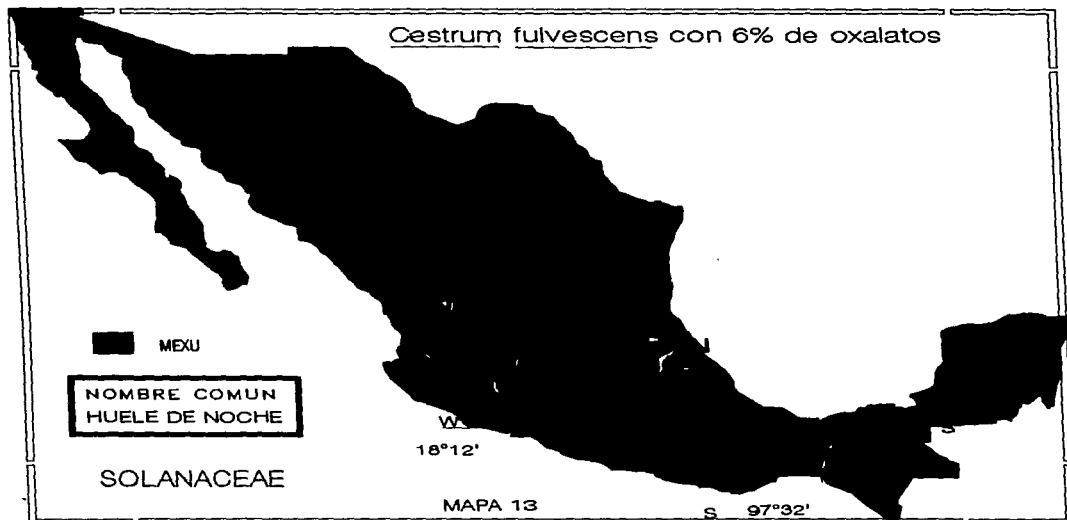 Cestrum fulvescens con 6% de oxalatos
MEXU
NOMBRE COMUN
HUELE DE NOCHE
W
18°12'
S
SOLANACEAE
MAPA 13
S 97°32'